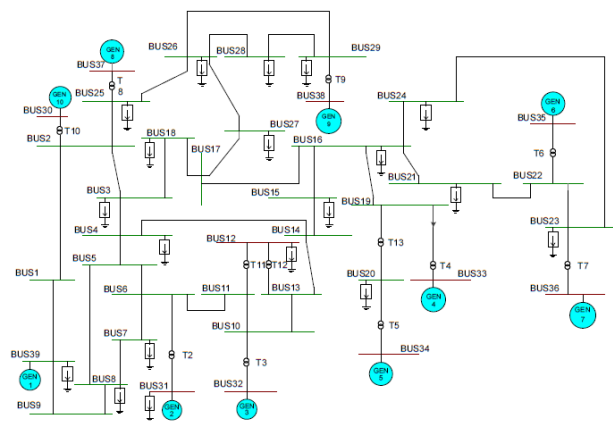 BUS26
BUS28
BUS29
GEN
8
BUS37
T
8
T9
GEN
10
BUS25
BUS38
BUS24
GEN
6
BUS30
GEN
9
BUS35
T10
BUS2
BUS18
BUS17
BUS27
BUS16
T6
BUS21
BUS22
BUS3
BUS15
BUS19
BUS4
BUS14
BUS23
BUS12
T13
BUS5
T11
T12
T4
T7
BUS1
BUS6
BUS11
BUS13
BUS20
BUS33
BUS36
GEN
4
GEN
7
BUS10
T5
BUS7
T2
T3
BUS34
BUS39
GEN
1
BUS8
BUS31
BUS32
GEN
5
BUS9
GEN
2
GEN
3